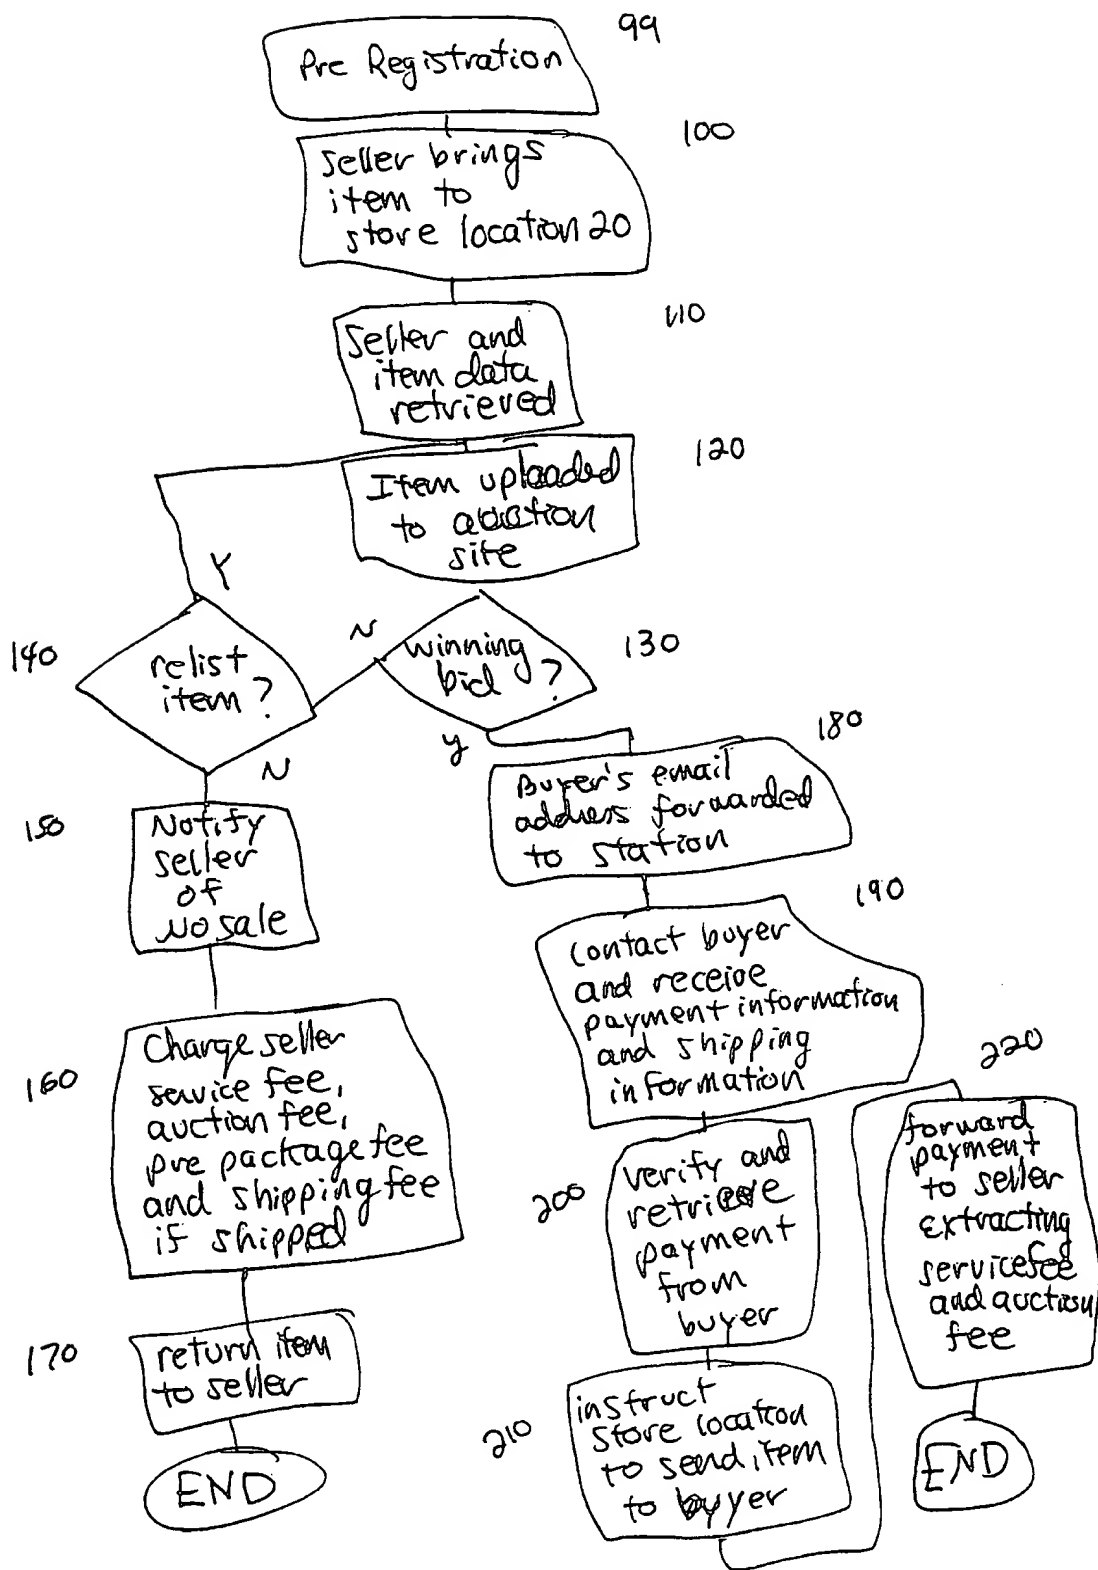 99
Pre Registration
100
seller brings
item to
store location 20
110
Seller and
item data
retrieved
120
Item uploaded
to auction
site
Y
N
140
relist
item?
winning
bid?
130
N
y
180
Buyer's email
address forwarded
to station
150
Notify
seller
of
No sale
190
Contact buyer
and receive
payment information
and shipping
information
160
Charge seller
service fee,
auction fee,
pre package fee
and shipping fee
if shipped
220
forward
payment
to seller
extracting
service fee
and auction
fee
200
verify and
retrieve
payment
from
buyer
170
return item
to seller
END
210
instruct
store location
to send item
to buyer
END